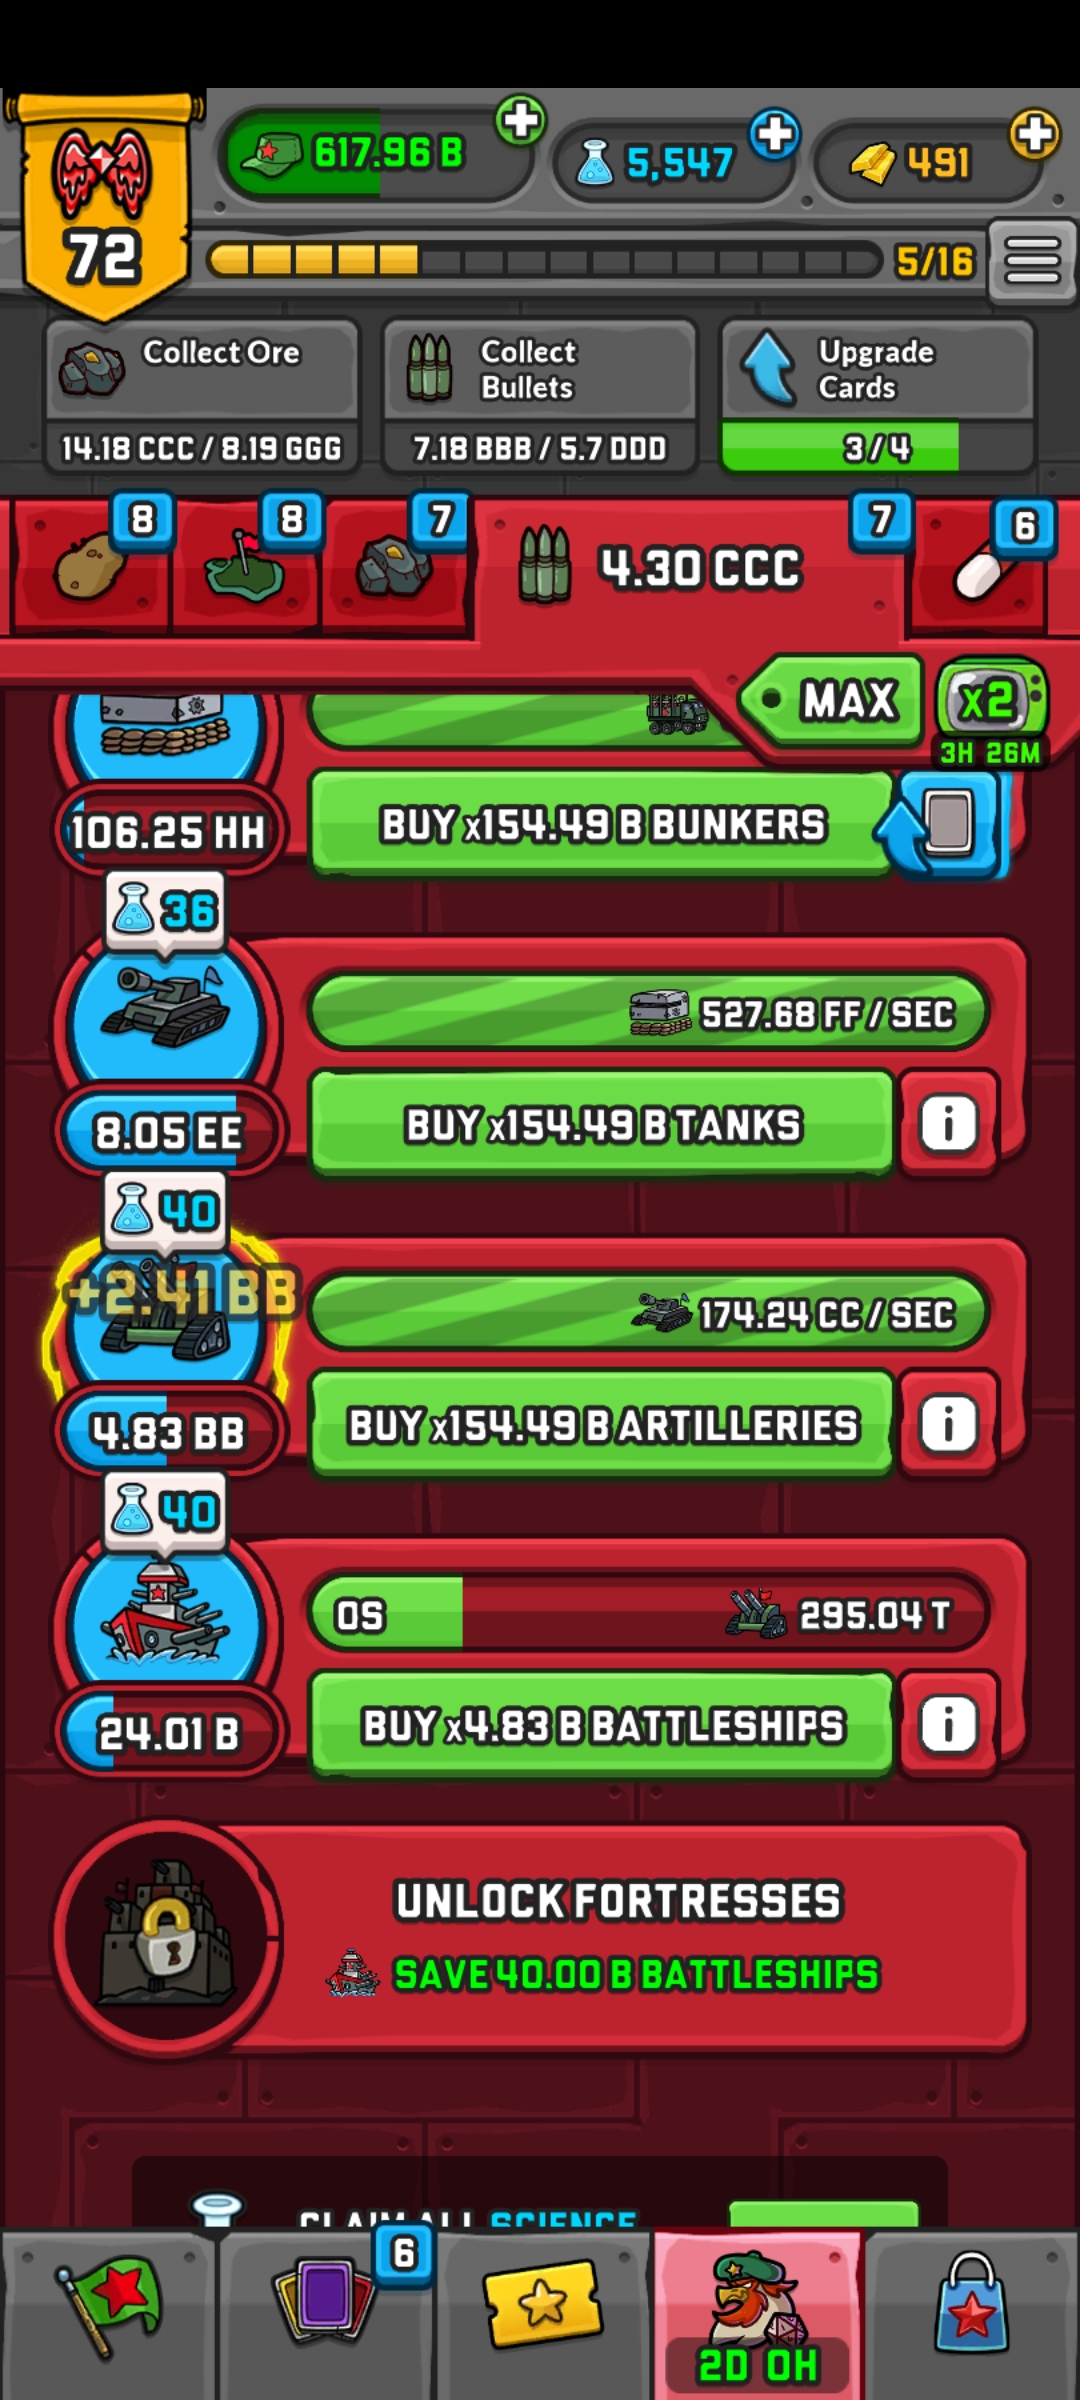 617.96 B
5,547
491
72
5/16
Collect Ore
14.18 CCC / 8.19 GGG
Collect
Bullets
7.18 BBB / 5.7 DDD
Upgrade
Cards
3/4
8
8
7
4.30 CCC
7
6
MAX
x2
3H 26M
106.25 HH
BUY x154.49 B BUNKERS
36
527.68 FF / SEC
8.05 EE
BUY x154.49 B TANKS
i
40
+2.41 BB
174.24 CC / SEC
4.83 BB
BUY x154.49 B ARTILLERIES
i
40
0S
295.04 T
24.01 B
BUY x4.83 B BATTLESHIPS
i
UNLOCK FORTRESSES
SAVE 40.00 B BATTLESHIPS
CLAIM ALL SCIENCE
6
2D 0H